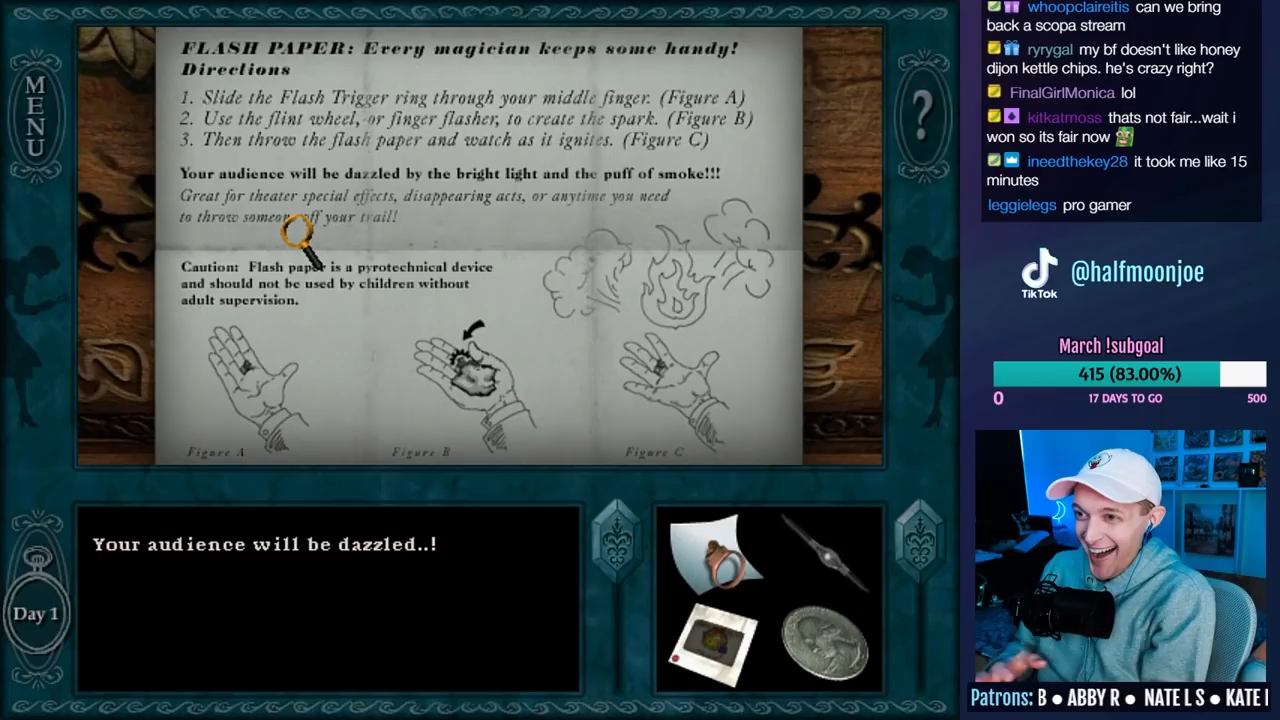 MENU
FLASH PAPER: Every magician keeps some handy!
Directions
1. Slide the Flash Trigger ring through your middle finger. (Figure A)
2. Use the flint wheel, or finger flasher, to create the spark. (Figure B)
3. Then throw the flash paper and watch as it ignites. (Figure C)
Your audience will be dazzled by the bright light and the puff of smoke!!!
Great for theater special effects, disappearing acts, or anytime you need
to throw someone off your trail!
Caution: Flash paper is a pyrotechnical device
and should not be used by children without
adult supervision.
Figure A
Figure B
Figure C
?
Day 1
Your audience will be dazzled..!
whoopclaireitis can we bring
back a scopa stream
ryrygal my bf doesn't like honey
dijon kettle chips. he's crazy right?
FinalGirlMonica lol
kitkatmoss thats not fair...wait i
won so its fair now
ineedthekey28 it took me like 15
minutes
leggielegs pro gamer
TikTok
@halfmoonjoe
March !subgoal
415 (83.00%)
0 17 DAYS TO GO 500
Patrons: B ● ABBY R ● NATE L S ● KATE